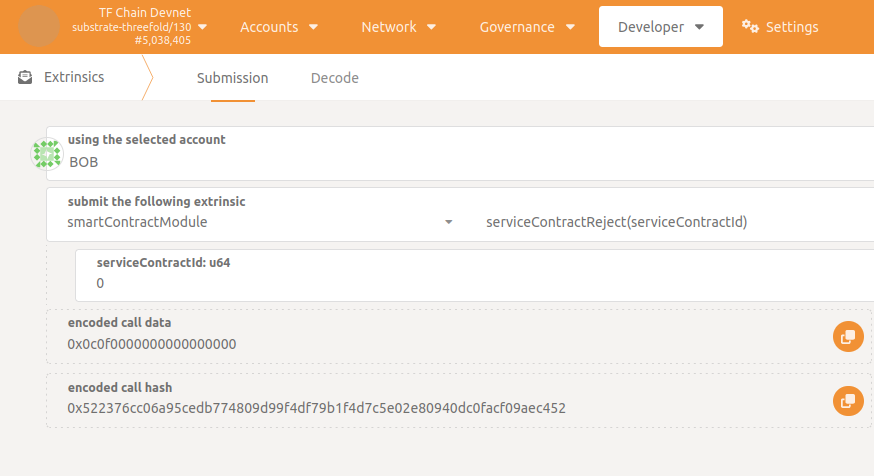 TF Chain Devnet
substrate-threefold/130
#5,038,405
Accounts
Network
Governance
Developer
Settings
Extrinsics
Submission
Decode
using the selected account
BOB
submit the following extrinsic
smartContractModule
serviceContractReject(serviceContractId)
serviceContractId: u64
0
encoded call data
0x0c0f0000000000000000
encoded call hash
0x522376cc06a95cedb774809d99f4df79b1f4d7c5e02e80940dc0facf09aec452